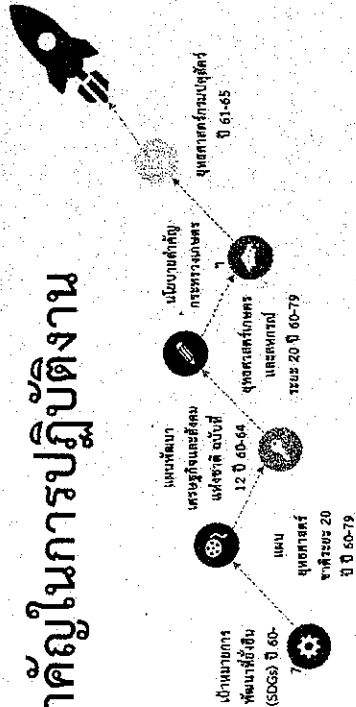 าคัญในการปฏิบัติงาน
เป้าหมายการ
พัฒนาที่ยั่งยืน
(SDGs) ปี 60-
7
แผน
ยุทธศาสตร์
ชาติระยะ 20
ปี ปี 60-79
แผนพัฒนา
เศรษฐกิจและสังคม
แห่งชาติ ฉบับที่
12 ปี 60-64
ยุทธศาสตร์เกษตร
และสหกรณ์
ระยะ 20 ปี 60-79
นโยบายสำคัญ
กระทรวงเกษตร
ๆ
ยุทธศาสตร์กรมปศุสัตว์
ปี 61-65